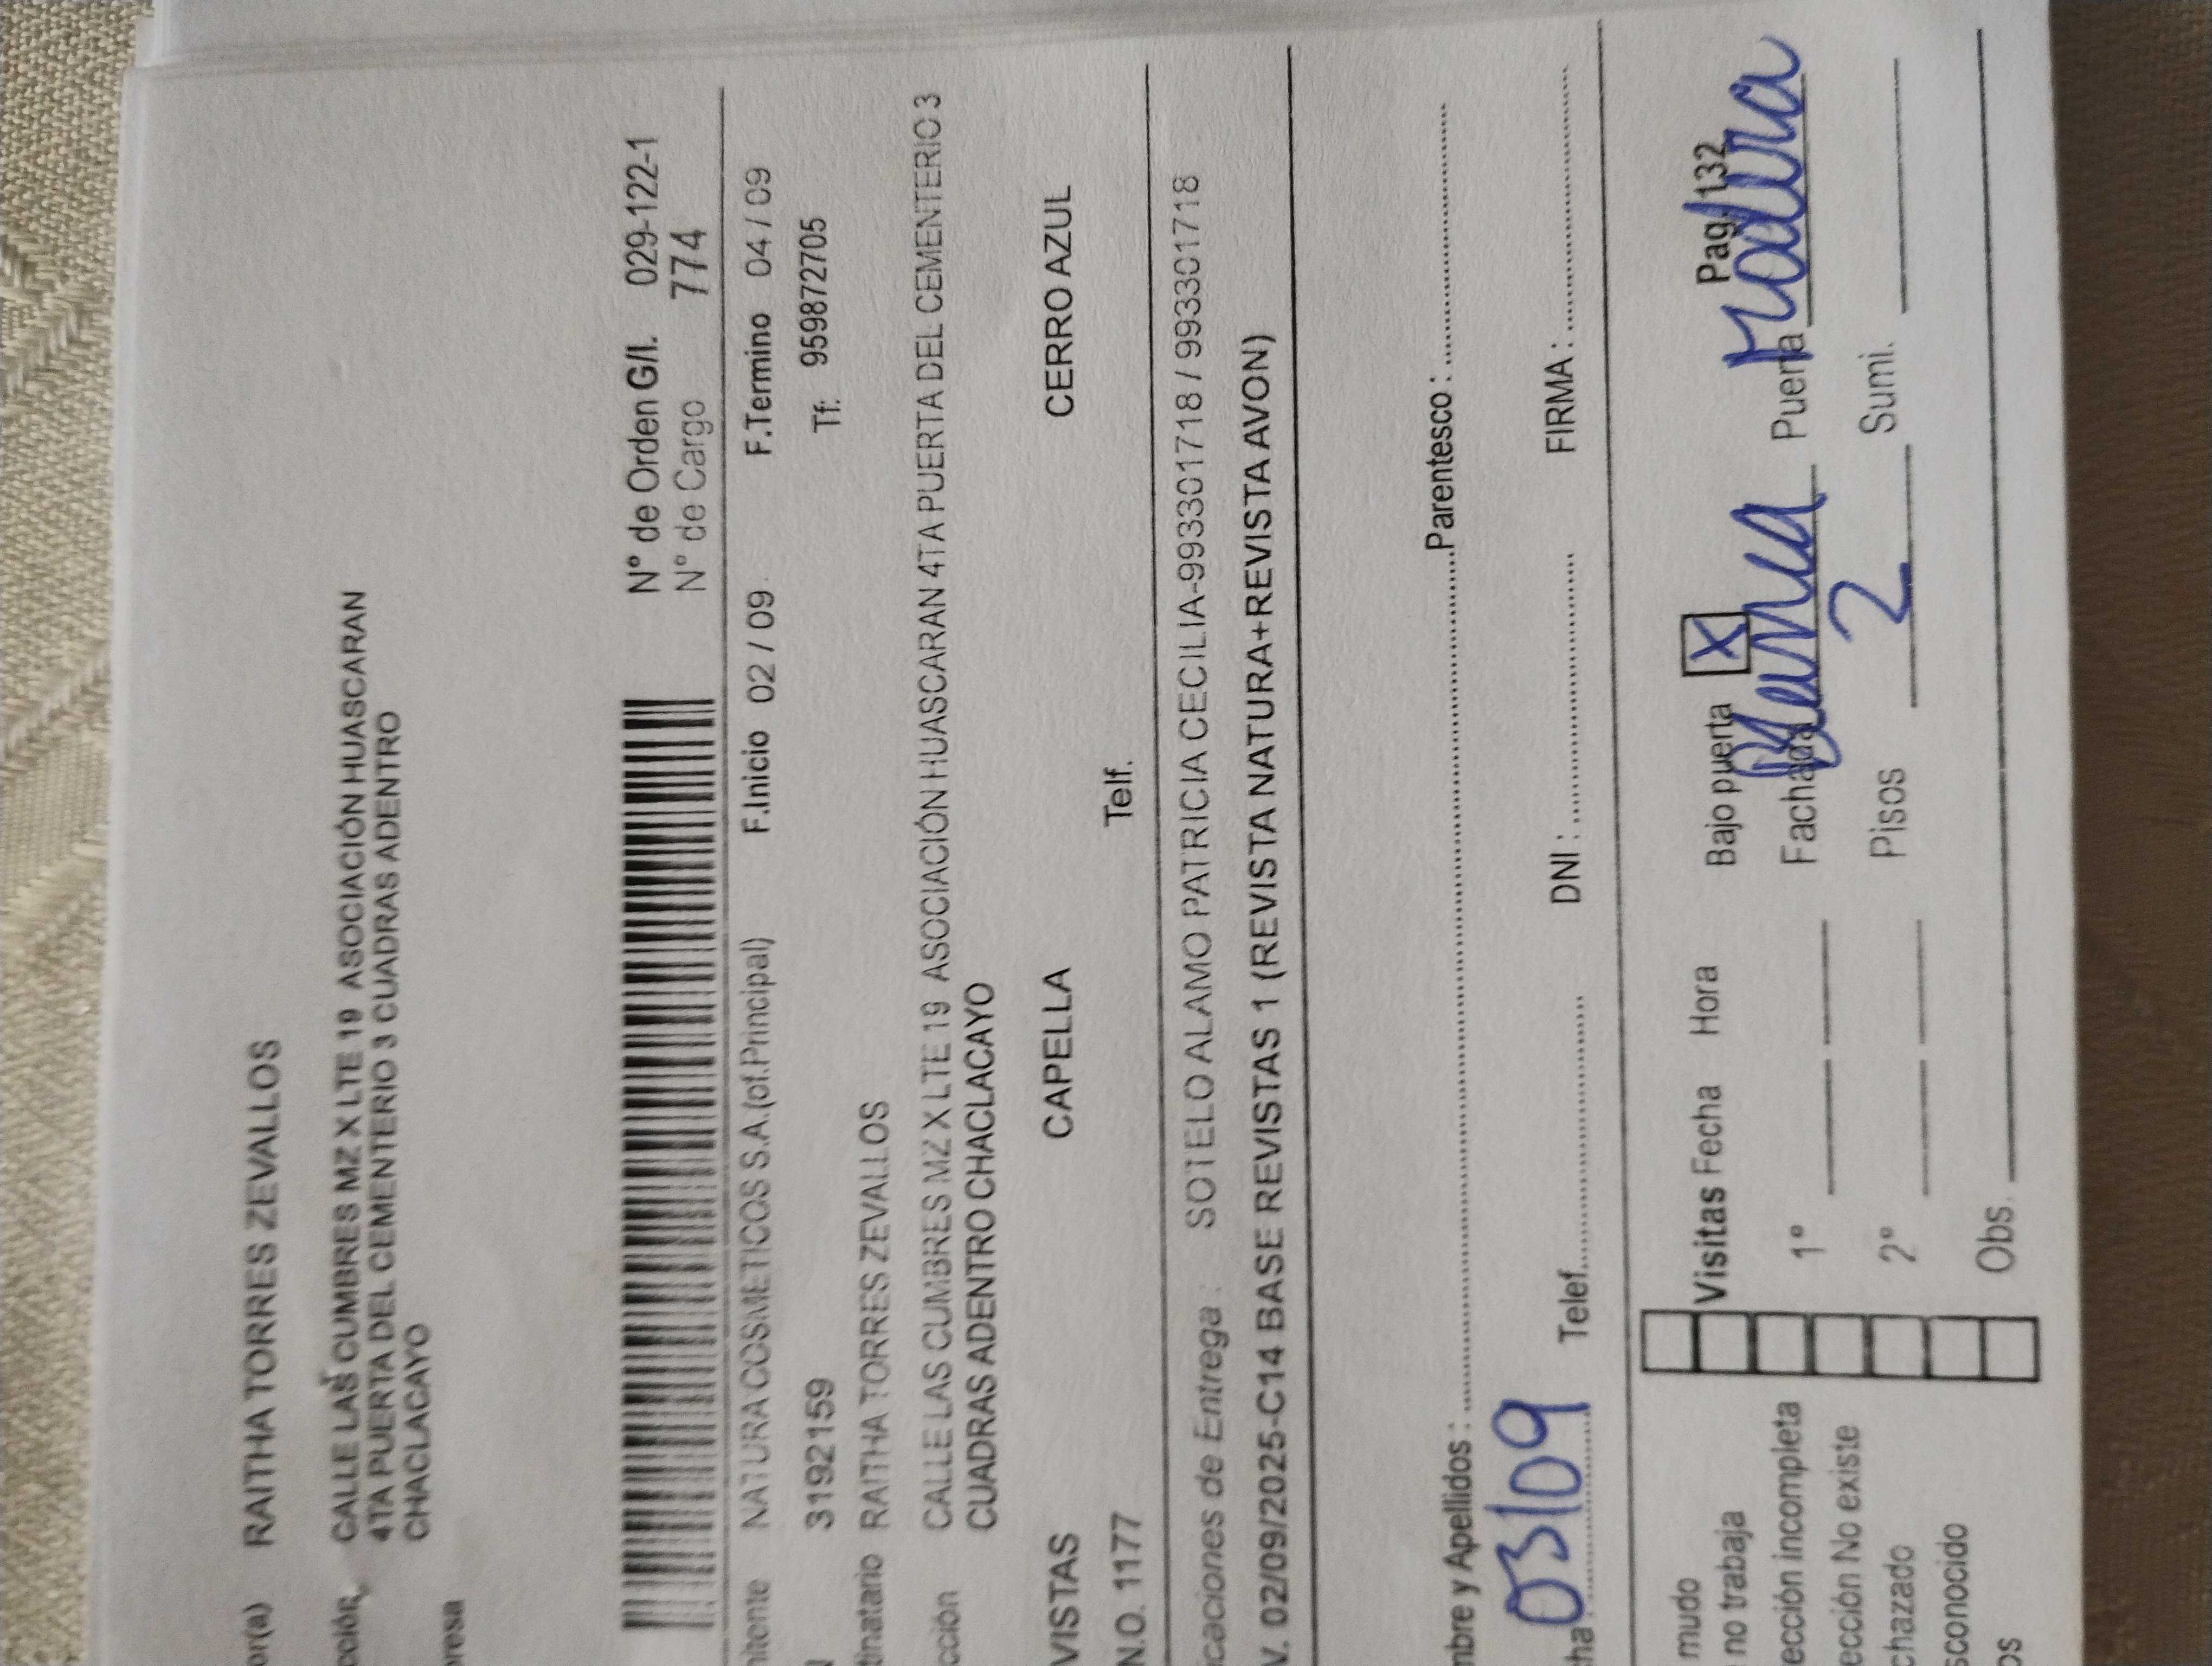 or(a) RAITHA TORRES ZEVALLOS
cción, CALLE LAS CUMBRES MZ X LTE 19 ASOCIACIÓN HUASCARAN
4TA PUERTA DEL CEMENTERIO 3 CUADRAS ADENTRO
CHACLACAYO
presa
N° de Orden G/I. 029-122-1
N° de Cargo 774
mitente NATURA COSMETICOS S.A.(of.Principal) F.Inicio 02 / 09 F.Termino 04 / 09
3192159 Tf: 959872705
tinatario RAITHA TORRES ZEVALLOS
cción CALLE LAS CUMBRES MZ X LTE 19 ASOCIACIÓN HUASCARAN 4TA PUERTA DEL CEMENTERIO 3
CUADRAS ADENTRO CHACLACAYO
VISTAS CAPELLA CERRO AZUL
N.O. 1177 Telf.
icaciones de Entrega : SOTELO ALAMO PATRICIA CECILIA-993301718 / 993301718
V. 02/09/2025-C14 BASE REVISTAS 1 (REVISTA NATURA+REVISTA AVON)
mbre y Apellidos : Parentesco :
cha 03/09 Telef. DNI : FIRMA :
Pag.132
mudo Visitas Fecha Hora Bajo puerta X
no trabaja
ección incompleta 1° Fachada Blanca Puerta madera
ección No existe
chazado 2° Pisos 2 Sumi.
sconocido
os Obs.